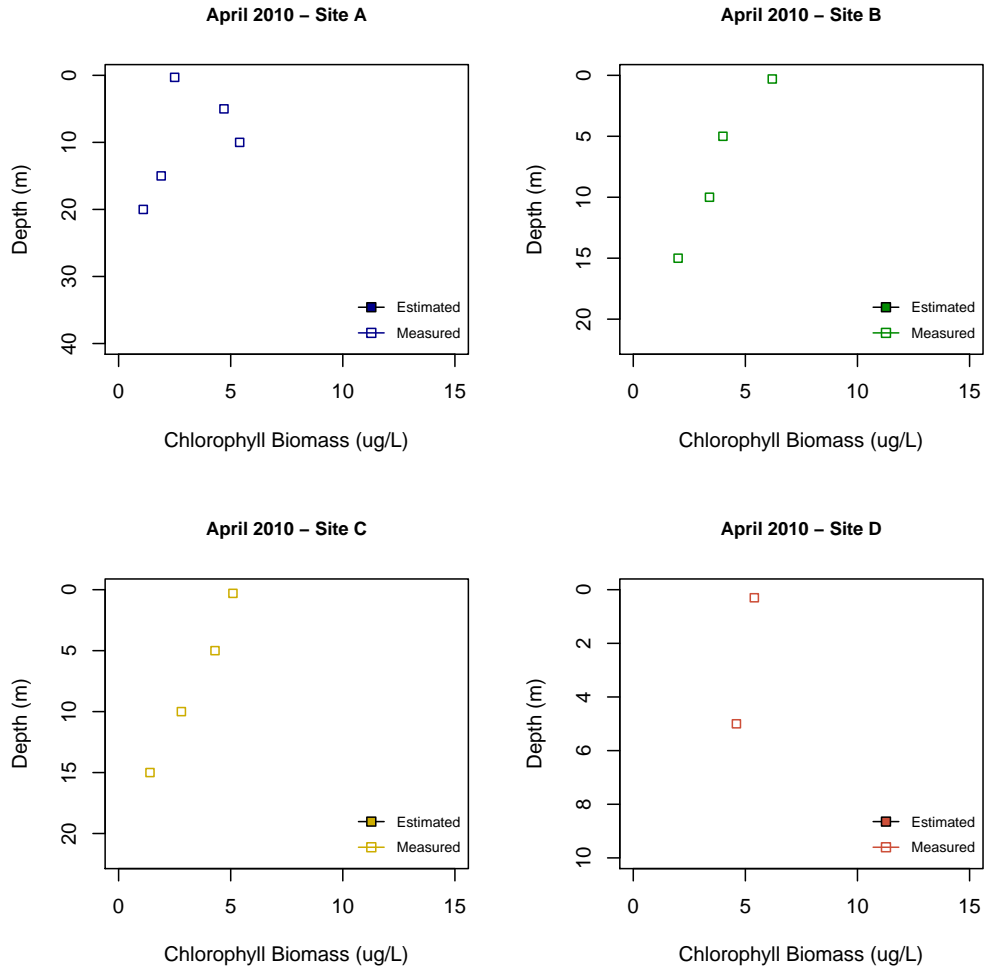 April 2010 – Site A
0
10
20
30
40
Depth (m)
Estimated
Measured
0 5 10 15
Chlorophyll Biomass (ug/L)
April 2010 – Site B
0
5
10
15
20
Depth (m)
Estimated
Measured
0 5 10 15
Chlorophyll Biomass (ug/L)
April 2010 – Site C
0
5
10
15
20
Depth (m)
Estimated
Measured
0 5 10 15
Chlorophyll Biomass (ug/L)
April 2010 – Site D
0
2
4
6
8
10
Depth (m)
Estimated
Measured
0 5 10 15
Chlorophyll Biomass (ug/L)